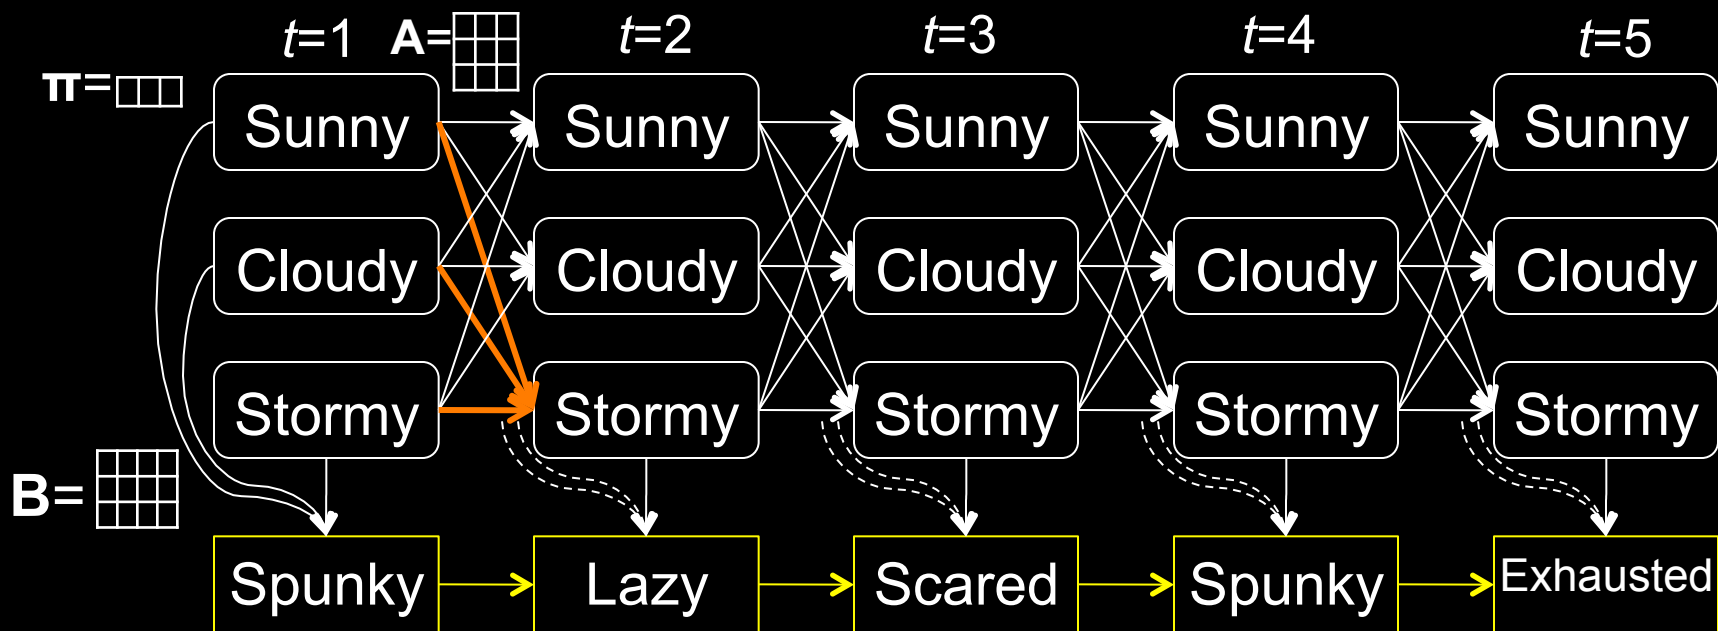 t=1 A= t=2 t=3 t=4 t=5
π=
Sunny Sunny Sunny Sunny Sunny
Cloudy Cloudy Cloudy Cloudy Cloudy
Stormy Stormy Stormy Stormy Stormy
B=
Spunky Lazy Scared Spunky Exhausted